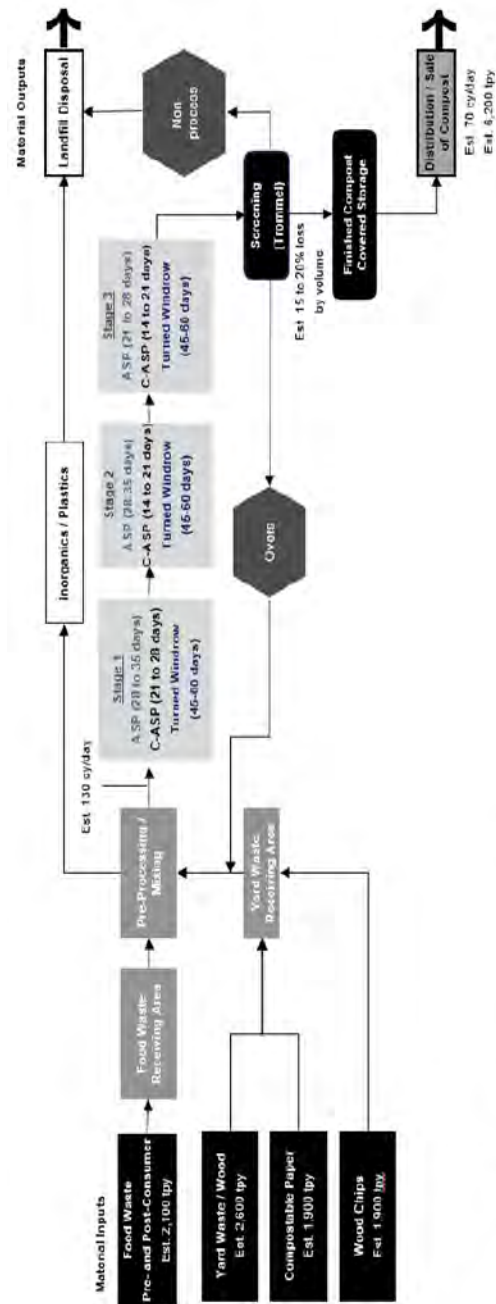 Material Inputs
Food Waste
Pre- and Post-Consumer
Est. 2,100 tpy
Yard Waste / Wood
Est. 2,600 tpy
Compostable Paper
Est. 1,900 tpy
Wood Chips
Est. 1,900 tpy
Food Waste
Receiving Area
Pre-Processing /
Mixing
Yard Waste
Receiving Area
Est. 130 cy/day
Inorganics / Plastics
Stage 1
ASP (28 to 35 days)
C-ASP (21 to 28 days)
Turned Windrow
(45-60 days)
Stage 2
ASP (28-35 days)
C-ASP (14 to 21 days)
Turned Windrow
(45-60 days)
Stage 3
ASP (21 to 28 days)
C-ASP (14 to 21 days)
Turned Windrow
(45-60 days)
Overs
Screening
(Trommel)
Est. 15 to 20% loss
by volume
Non
process
Finished Compost
Covered Storage
Material Outputs
Landfill Disposal
Distribution / Sale
of Compost
Est. 70 cy/day
Est. 6,200 tpy